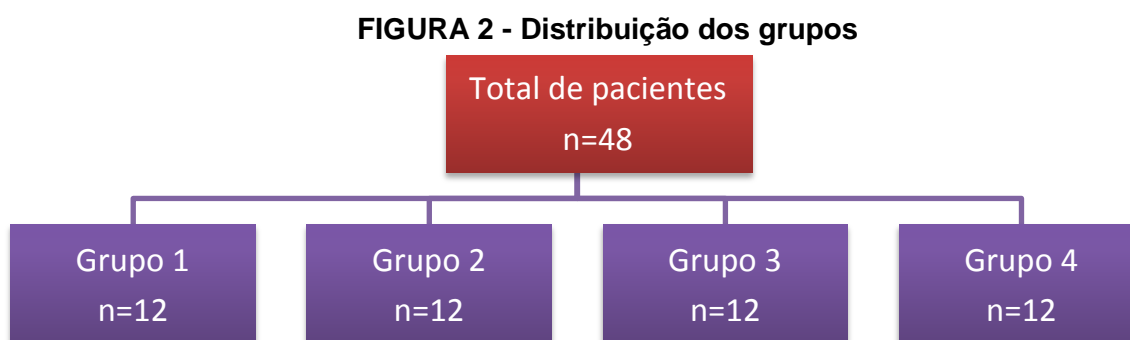 FIGURA 2 - Distribuição dos grupos
Total de pacientes
n=48
Grupo 1
n=12
Grupo 2
n=12
Grupo 3
n=12
Grupo 4
n=12